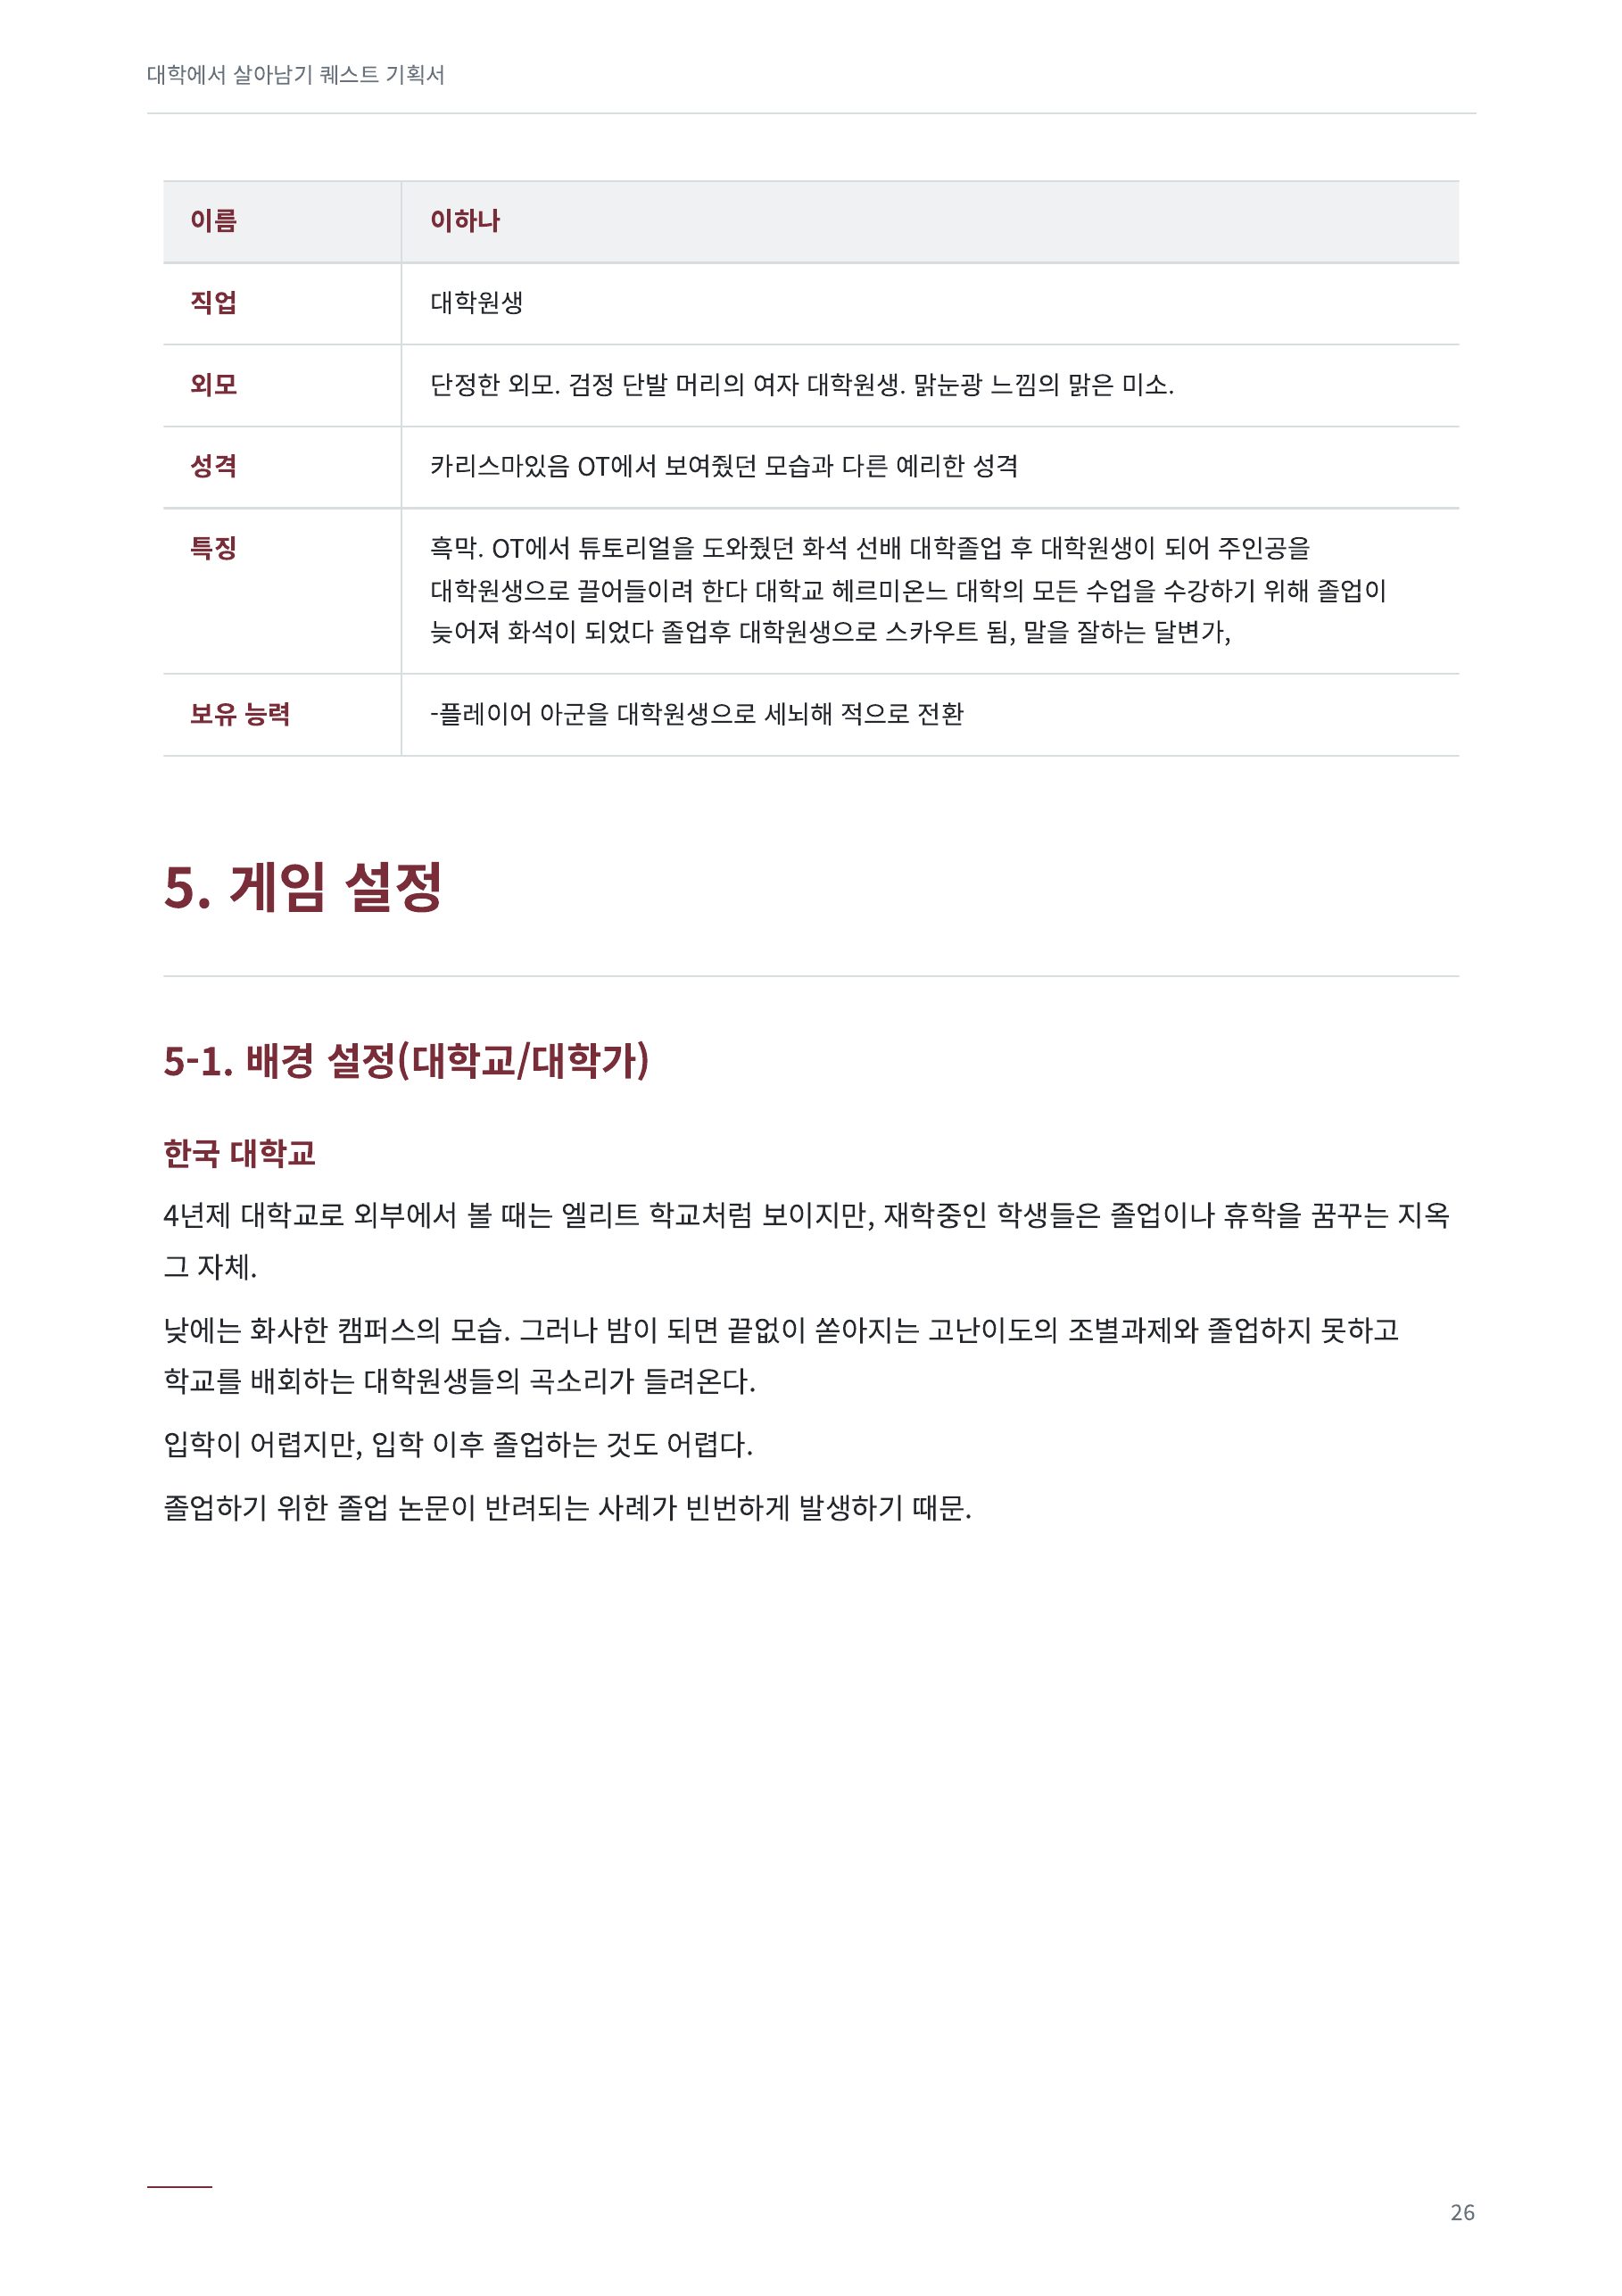 대학에서 살아남기 퀘스트 기획서
이름 이하나
직업 대학원생
외모 단정한 외모. 검정 단발 머리의 여자 대학원생. 맑눈광 느낌의 맑은 미소.
성격 카리스마있음 OT에서 보여줬던 모습과 다른 예리한 성격
특징 흑막. OT에서 튜토리얼을 도와줬던 화석 선배 대학졸업 후 대학원생이 되어 주인공을
대학원생으로 끌어들이려 한다 대학교 헤르미온느 대학의 모든 수업을 수강하기 위해 졸업이
늦어져 화석이 되었다 졸업후 대학원생으로 스카우트 됨, 말을 잘하는 달변가,
보유 능력 -플레이어 아군을 대학원생으로 세뇌해 적으로 전환
5. 게임 설정
5-1. 배경 설정(대학교/대학가)
한국 대학교
4년제 대학교로 외부에서 볼 때는 엘리트 학교처럼 보이지만, 재학중인 학생들은 졸업이나 휴학을 꿈꾸는 지옥
그 자체.
낮에는 화사한 캠퍼스의 모습. 그러나 밤이 되면 끝없이 쏟아지는 고난이도의 조별과제와 졸업하지 못하고
학교를 배회하는 대학원생들의 곡소리가 들려온다.
입학이 어렵지만, 입학 이후 졸업하는 것도 어렵다.
졸업하기 위한 졸업 논문이 반려되는 사례가 빈번하게 발생하기 때문.
26